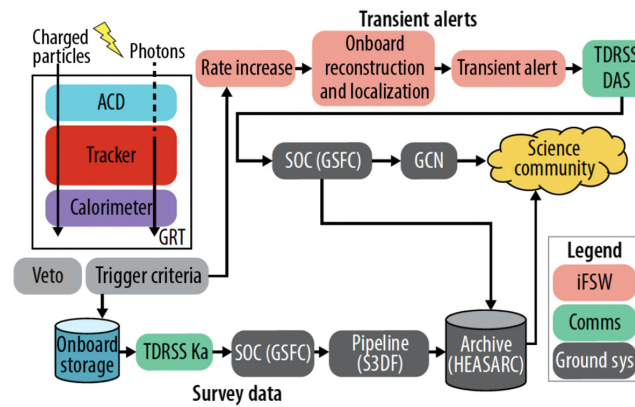 Transient alerts
Charged
particles
Photons
ACD
Tracker
Calorimeter
GRT
Rate increase
Onboard
reconstruction
and localization
Transient alert
TDRSS
DAS
SOC (GSFC)
GCN
Science
community
Veto
Trigger criteria
Onboard
storage
TDRSS Ka
SOC (GSFC)
Pipeline
(S3DF)
Archive
(HEASARC)
Survey data
Legend
iFSW
Comms
Ground sys